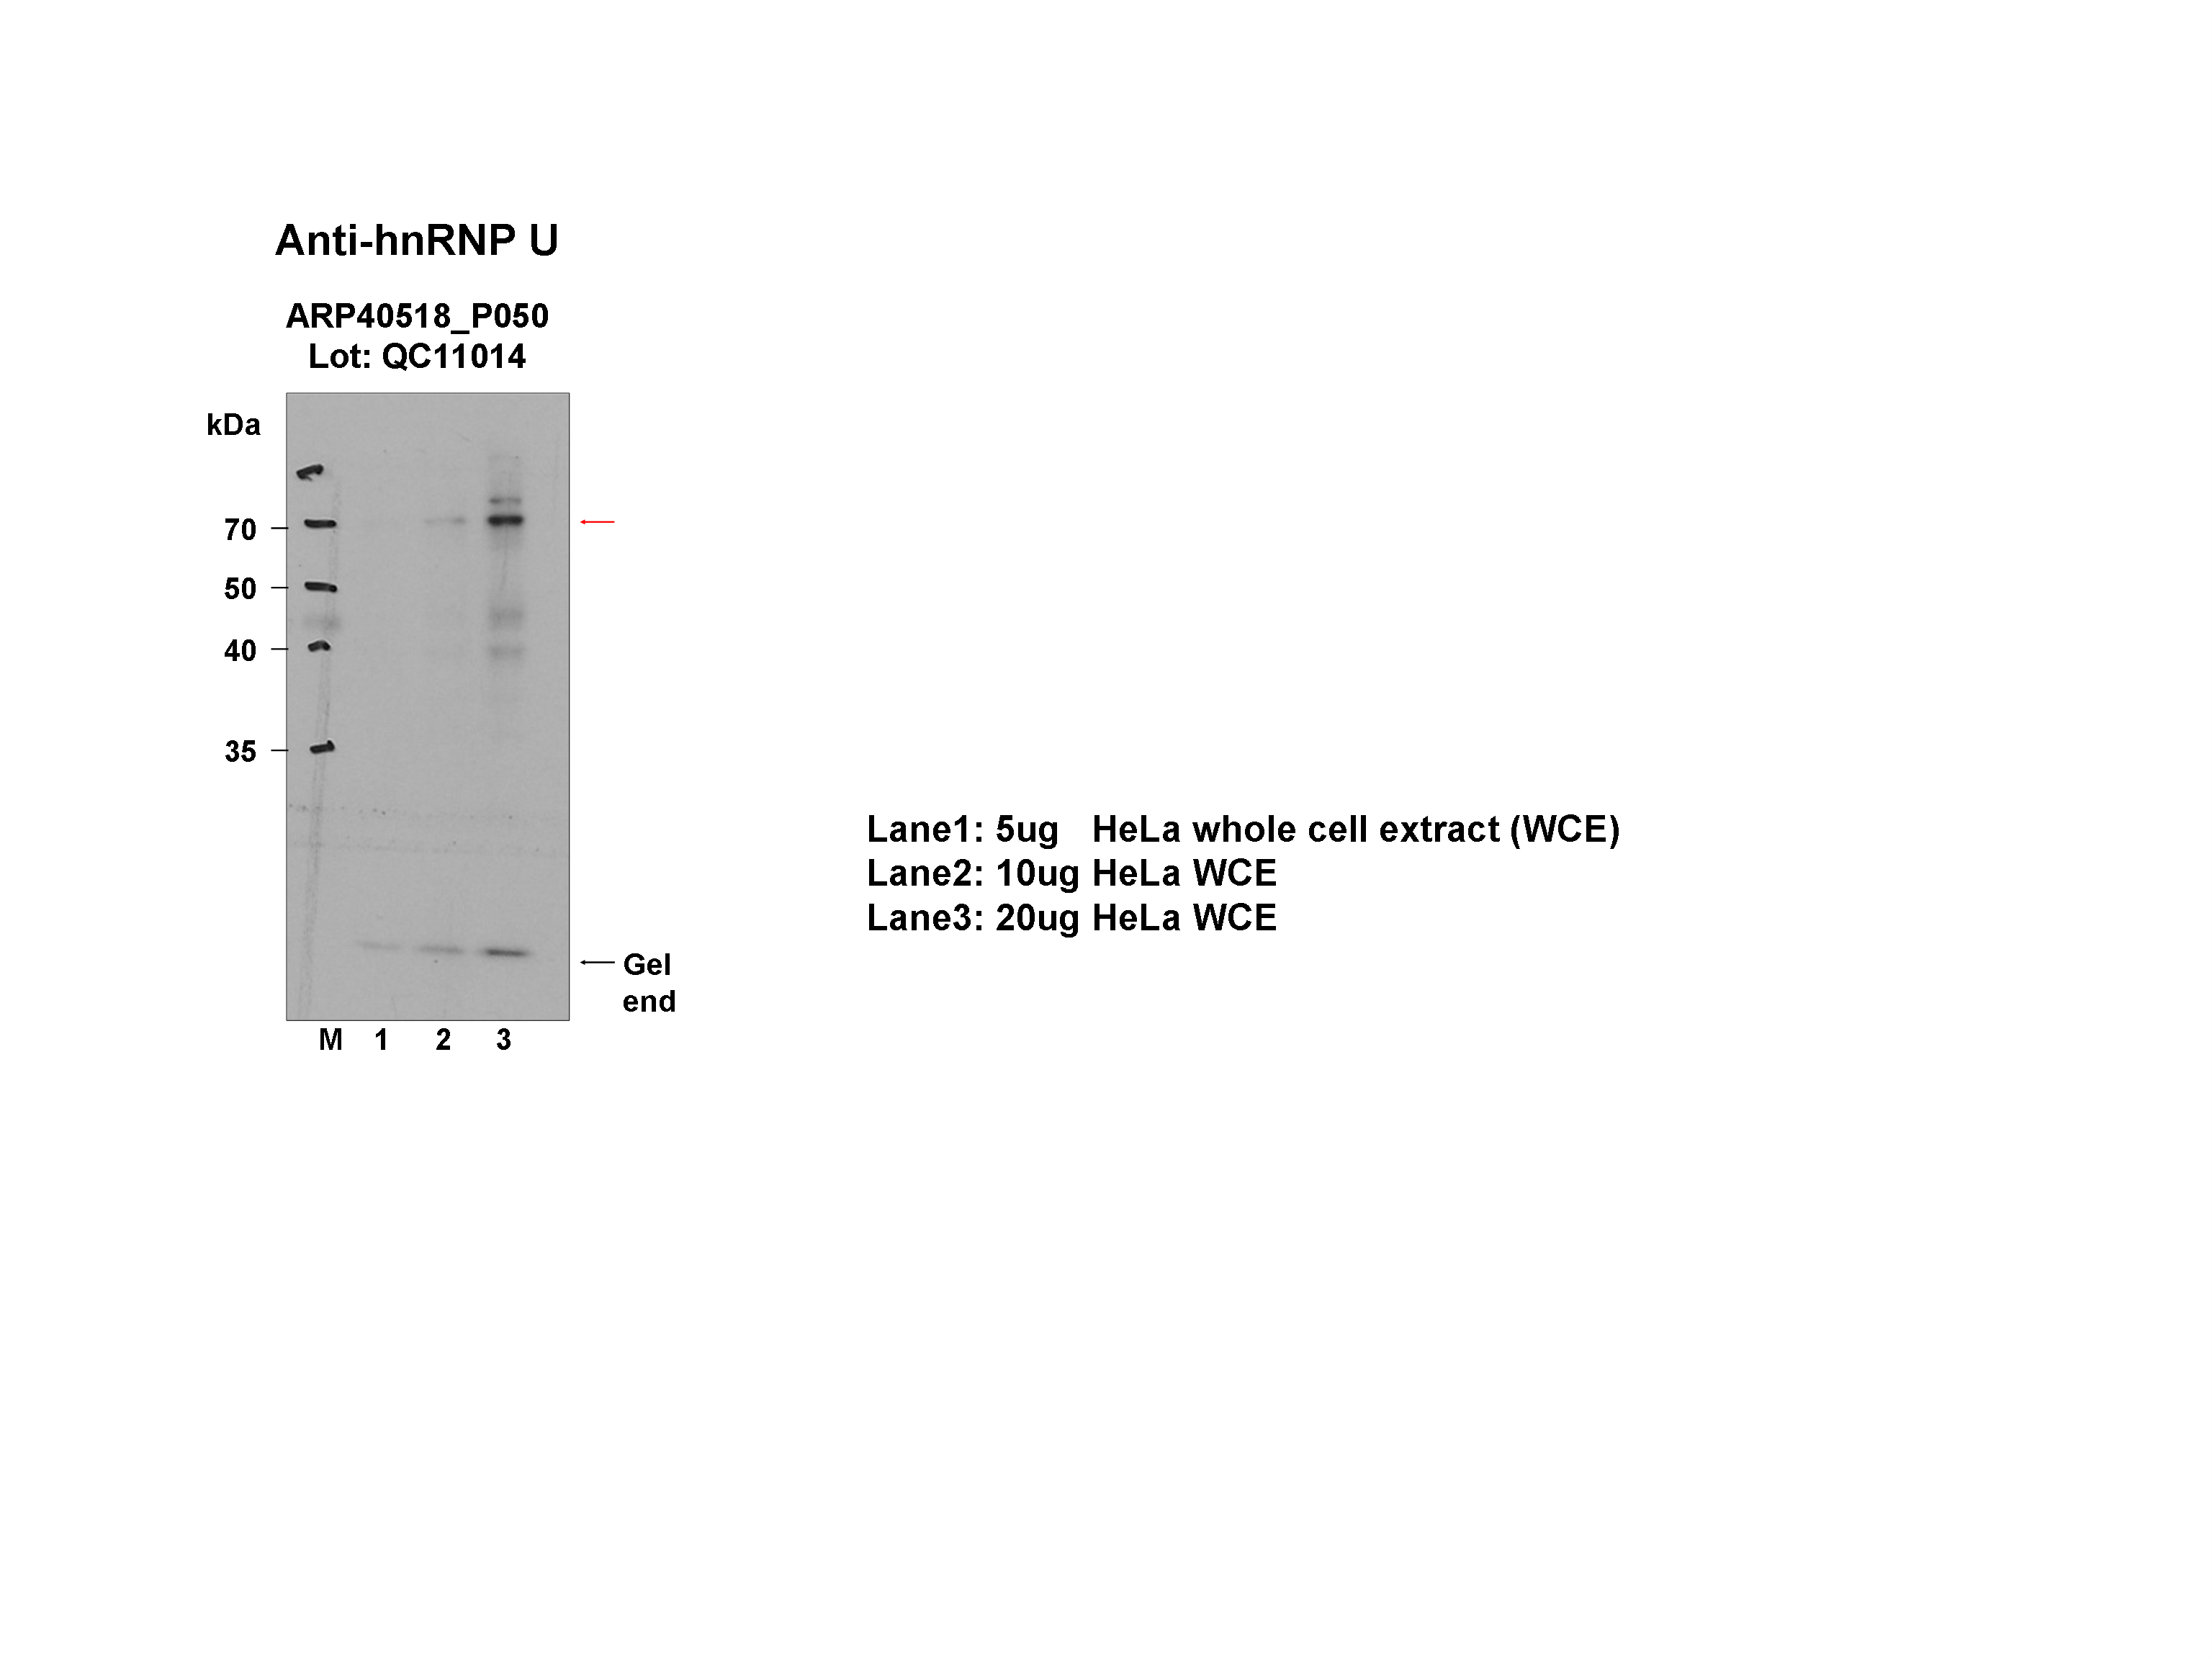 Anti-hnRNP U
ARP40518_P050
Lot: QC11014
kDa
70
50
40
35
Lane1: 5ug   HeLa whole cell extract (WCE)
Lane2: 10ug HeLa WCE
Lane3: 20ug HeLa WCE
Gel
end
M 1 2 3